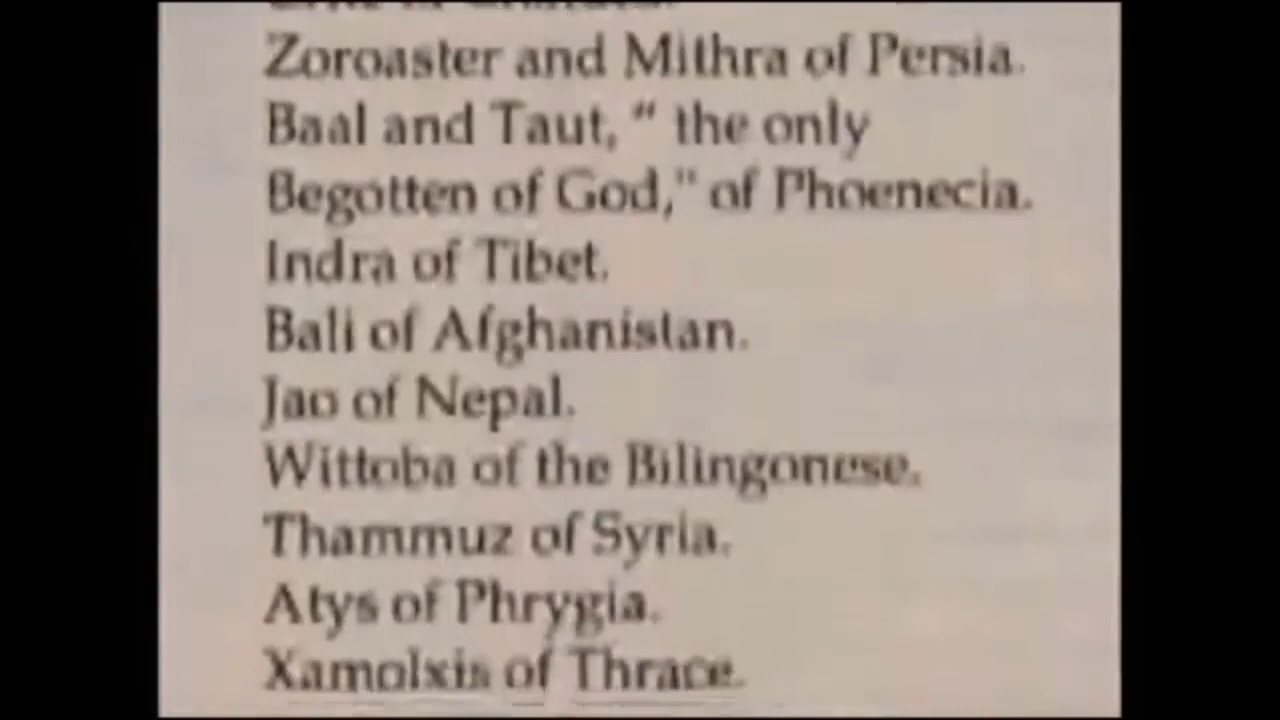 Zoroaster and Mithra of Persia.
Baal and Taut, “ the only
Begotten of God," of Phoenecia.
Indra of Tibet.
Bali of Afghanistan.
Jao of Nepal.
Wittoba of the Bilingonese.
Thammuz of Syria.
Atys of Phrygia.
Xamolxis of Thrace.